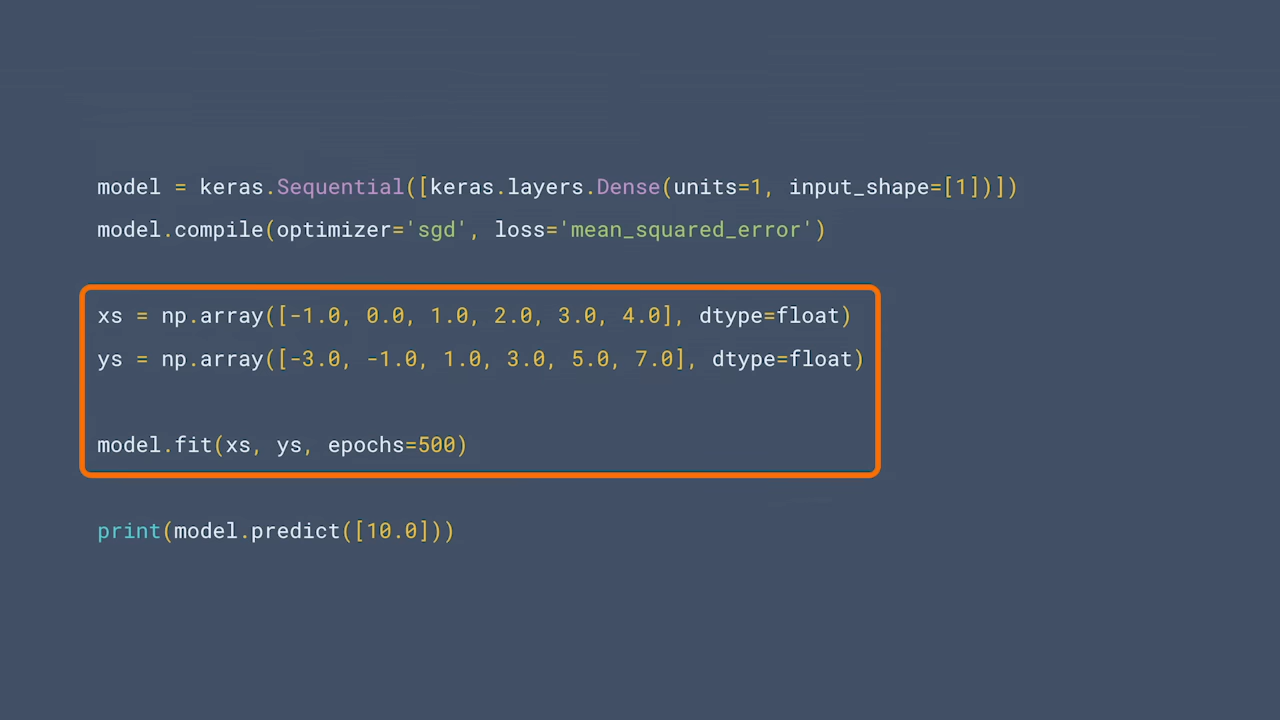 model = keras.Sequential([keras.layers.Dense(units=1, input_shape=[1])])
model.compile(optimizer='sgd', loss='mean_squared_error')
xs = np.array([-1.0, 0.0, 1.0, 2.0, 3.0, 4.0], dtype=float)
ys = np.array([-3.0, -1.0, 1.0, 3.0, 5.0, 7.0], dtype=float)
model.fit(xs, ys, epochs=500)
print(model.predict([10.0]))